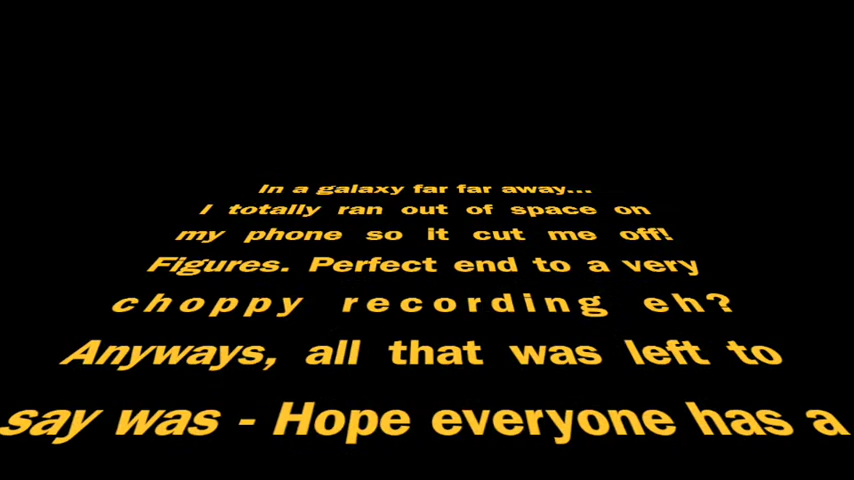 In a galaxy far far away...
I totally ran out of space on
my phone so it cut me off!
Figures. Perfect end to a very
choppy recording eh?
Anyways, all that was left to
say was - Hope everyone has a